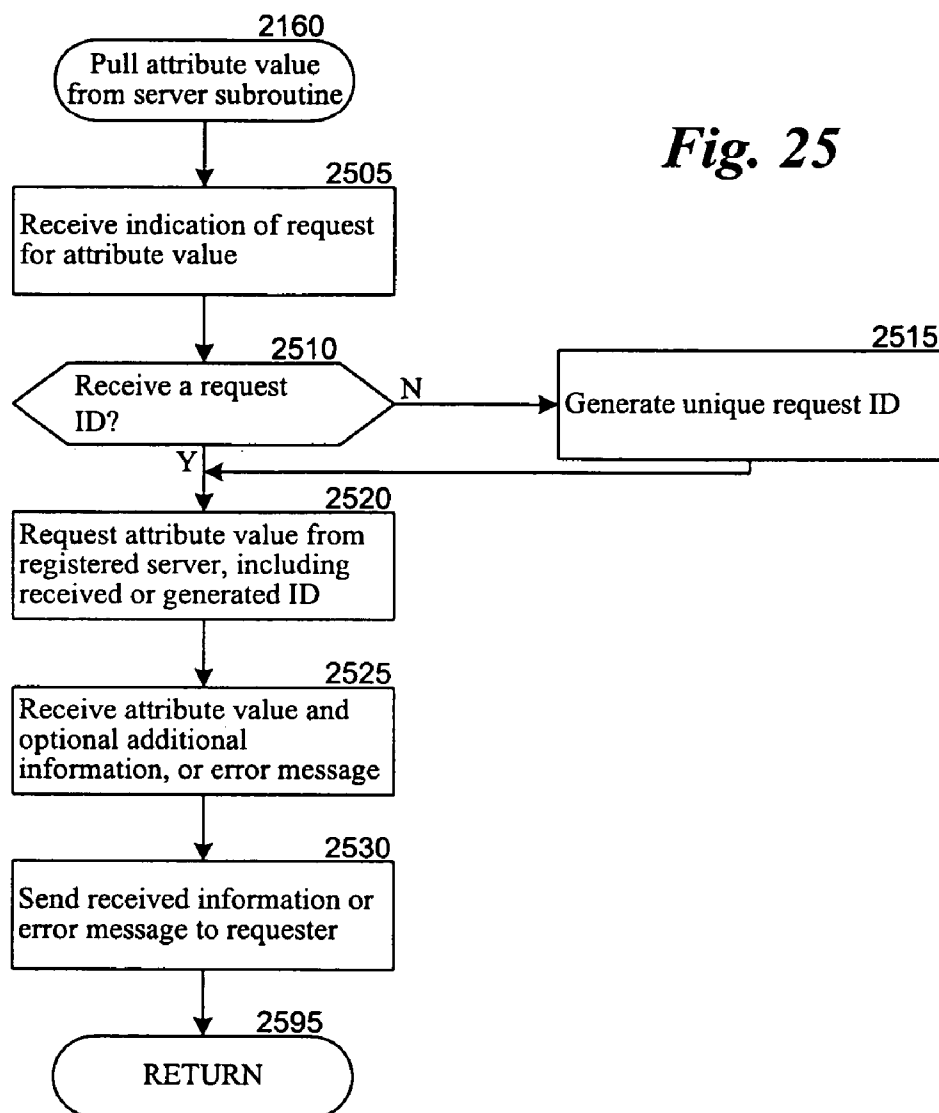 2160
Pull attribute value
from server subroutine
Fig. 25
2505
Receive indication of request
for attribute value
2510
Receive a request
ID?
N
Y
2515
Generate unique request ID
2520
Request attribute value from
registered server, including
received or generated ID
2525
Receive attribute value and
optional additional
information, or error message
2530
Send received information or
error message to requester
2595
RETURN